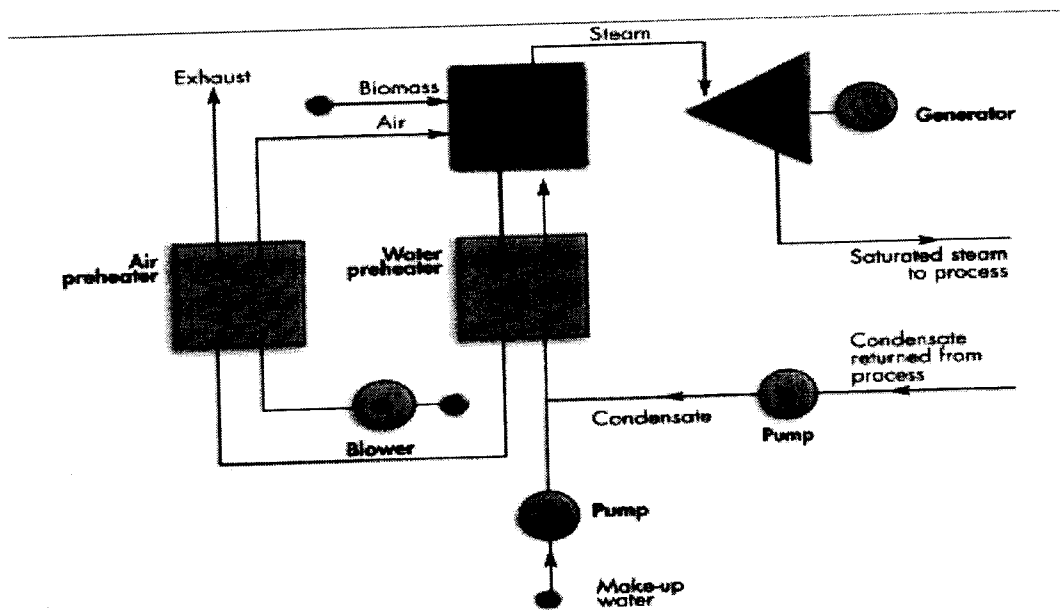 Steam
Exhaust
Biomass
Air
Generator
Air
preheater
Water
preheater
Saturated steam
to process
Condensate
returned from
process
Condensate
Pump
Blower
Pump
Make-up
water